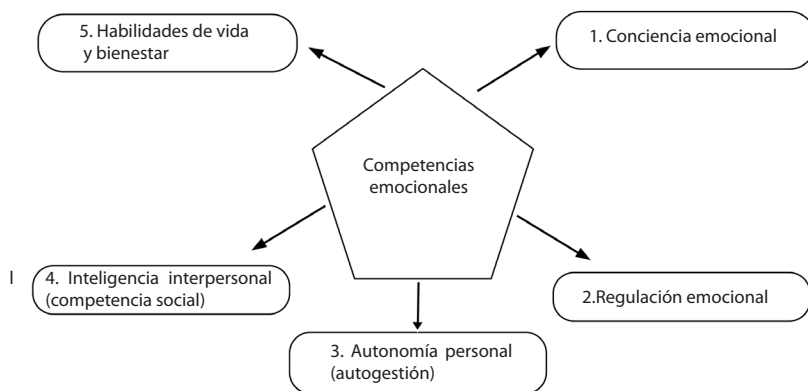 5. Habilidades de vida
y bienestar
1. Conciencia emocional
Competencias
emocionales
I
4. Inteligencia interpersonal
(competencia social)
2.Regulación emocional
3. Autonomía personal
(autogestión)